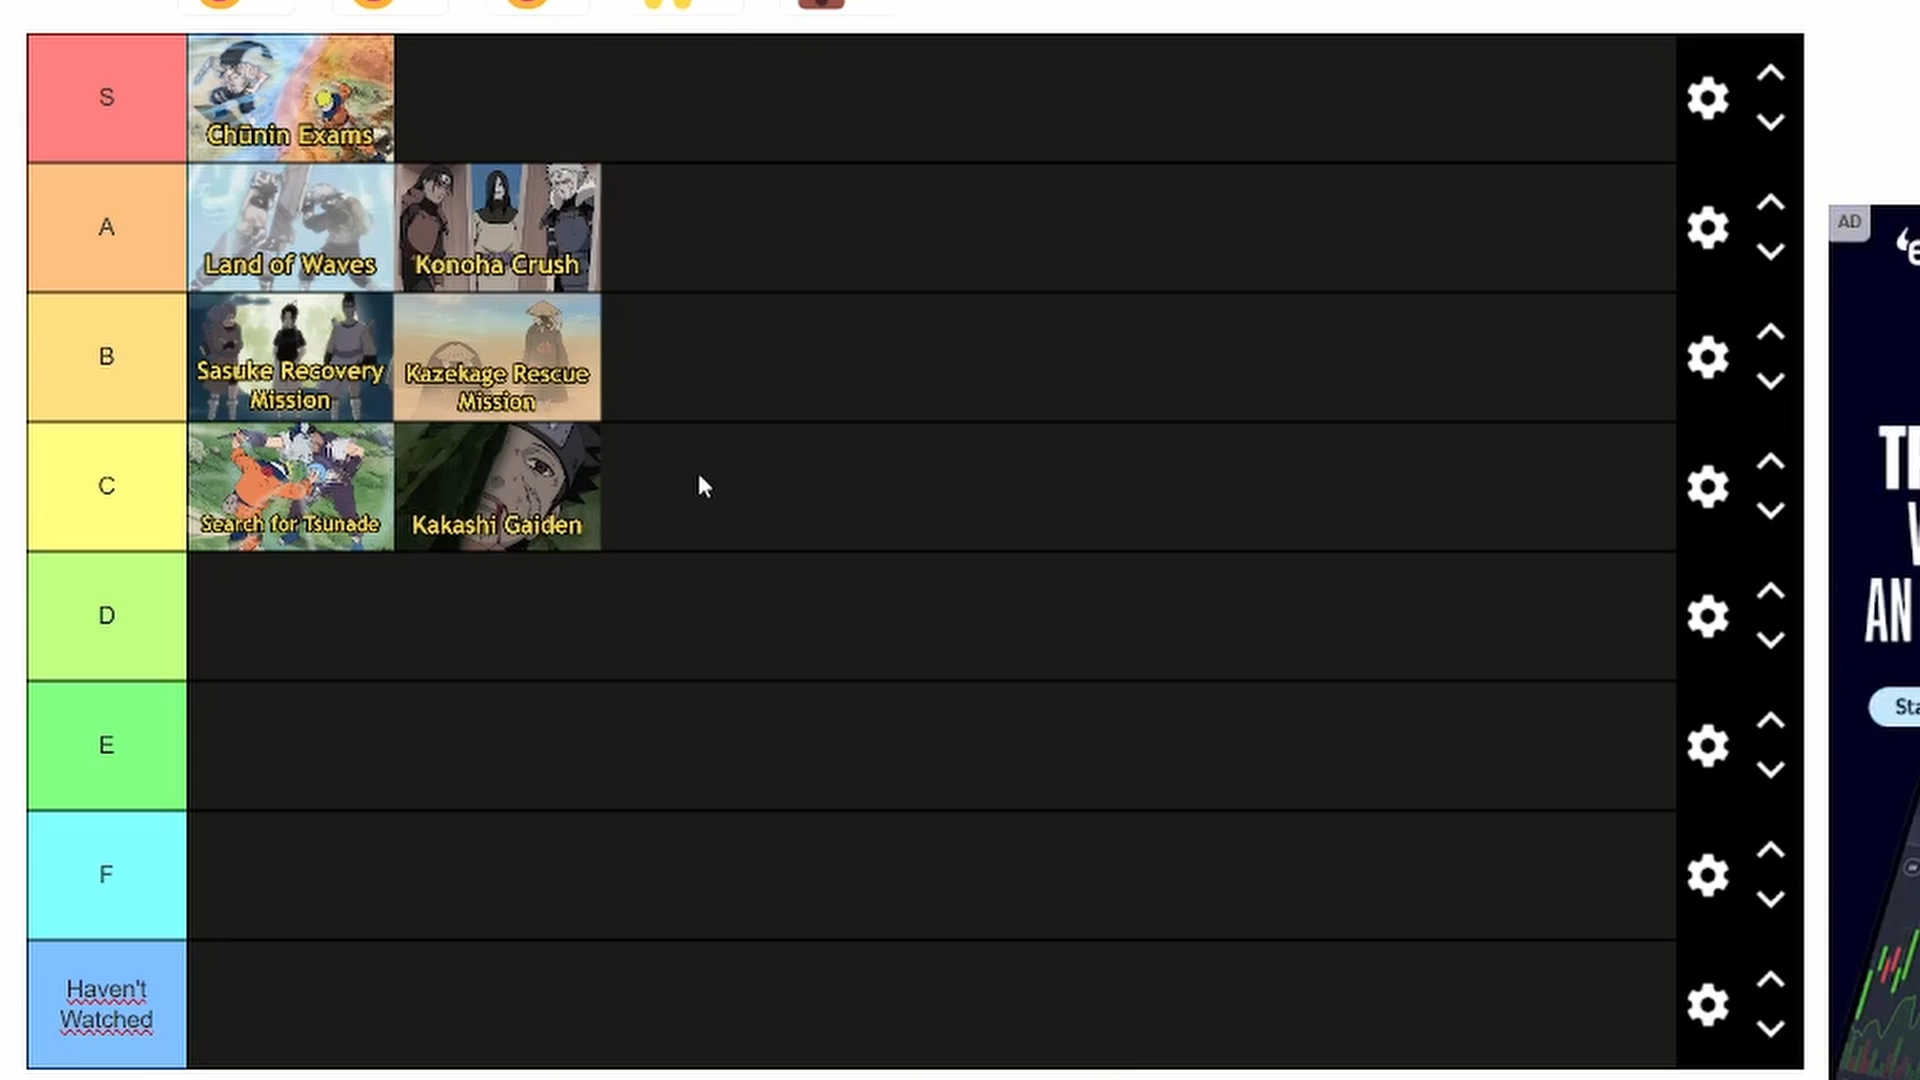 S
Chūnin Exams
A
Land of Waves
Konoha Crush
B
Sasuke Recovery
Mission
Kazekage Rescue
Mission
C
Search for Tsunade
Kakashi Gaiden
D
E
F
Haven't
Watched
AD
AN